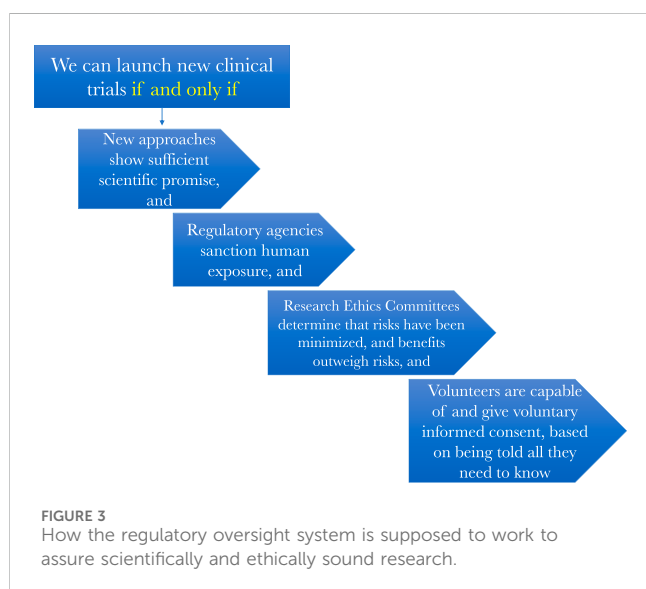 We can launch new clinical
trials if and only if
New approaches
show sufficient
scientific promise,
and
Regulatory agencies
sanction human
exposure, and
Research Ethics Committees
determine that risks have been
minimized, and benefits
outweigh risks, and
Volunteers are capable
of and give voluntary
informed consent, based
on being told all they
need to know
FIGURE 3
How the regulatory oversight system is supposed to work to
assure scientifically and ethically sound research.